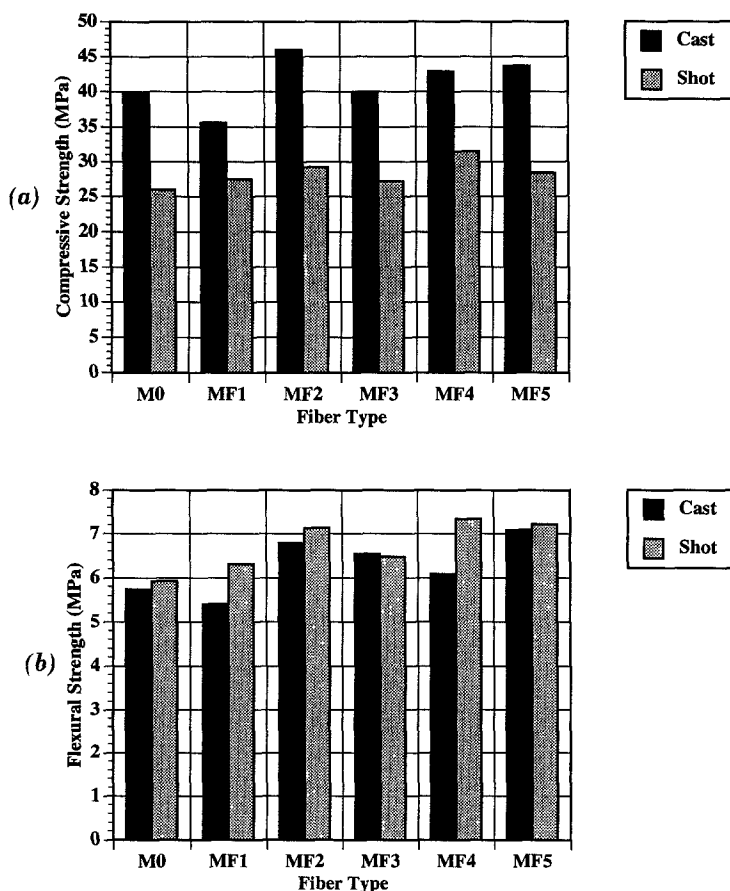 (a)
Compressive Strength (MPa)
50
45
40
35
30
25
20
15
10
5
0
M0 MF1 MF2 MF3 MF4 MF5
Fiber Type
Cast
Shot
(b)
Flexural Strength (MPa)
8
7
6
5
4
3
2
1
0
M0 MF1 MF2 MF3 MF4 MF5
Fiber Type
Cast
Shot